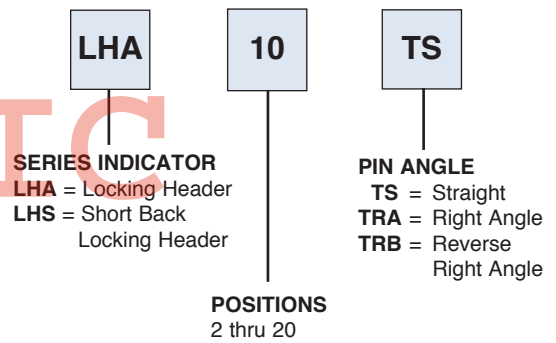 LHA 10 TS
IC
SERIES INDICATOR
LHA = Locking Header
LHS = Short Back
Locking Header
PIN ANGLE
TS = Straight
TRA = Right Angle
TRB = Reverse
Right Angle
POSITIONS
2 thru 20